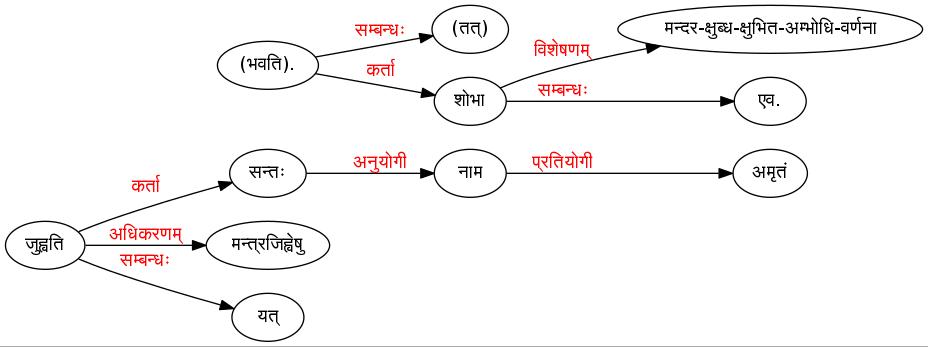 सम्बन्धः
(तत्)
मन्दर-क्षुब्ध-क्षुभित-अम्भोधि-वर्णना
विशेषणम्
(भवति).
कर्ता
शोभा
सम्बन्धः
एव.
सन्तः
अनुयोगी
नाम
प्रतियोगी
अमृतं
कर्ता
जुह्वति
अधिकरणम्
मन्त्रजिह्वेषु
सम्बन्धः
यत्